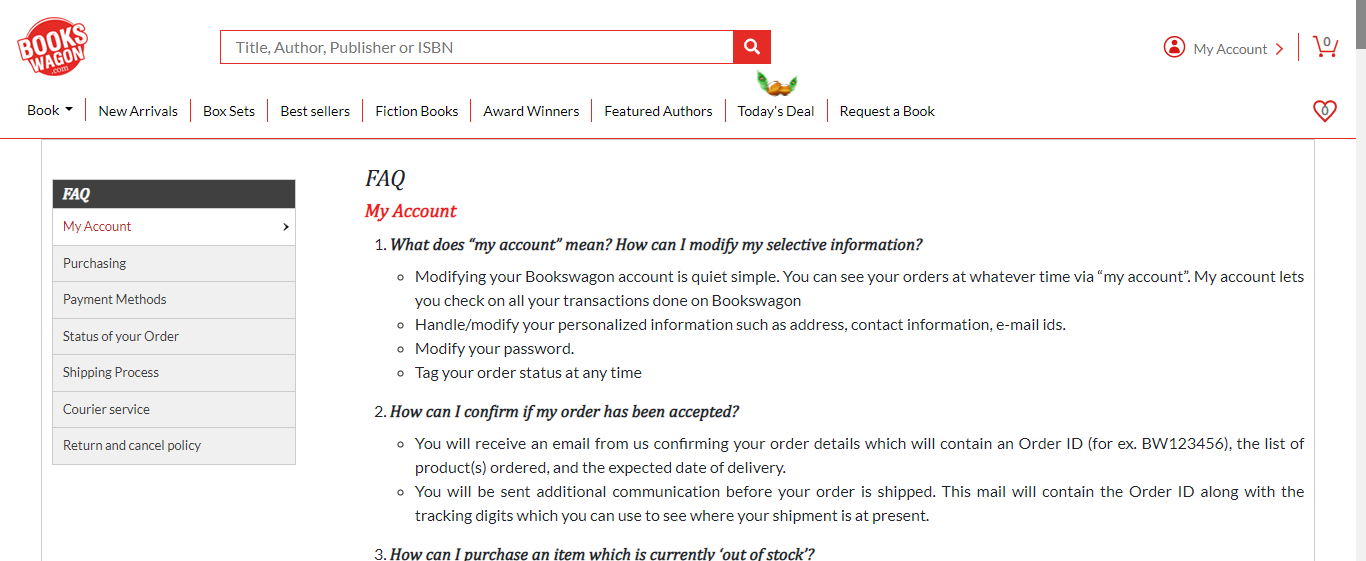 BOOKS
WAGON
.com
Title, Author, Publisher or ISBN
My Account
0
Book
New Arrivals
Box Sets
Best sellers
Fiction Books
Award Winners
Featured Authors
Today's Deal
Request a Book
0
FAQ
My Account
Purchasing
Payment Methods
Status of your Order
Shipping Process
Courier service
Return and cancel policy
FAQ
My Account
1. What does “my account” mean? How can I modify my selective information?
Modifying your Bookswagon account is quiet simple. You can see your orders at whatever time via “my account”. My account lets
you check on all your transactions done on Bookswagon
Handle/modify your personalized information such as address, contact information, e-mail ids.
Modify your password.
Tag your order status at any time
2. How can I confirm if my order has been accepted?
You will receive an email from us confirming your order details which will contain an Order ID (for ex. BW123456), the list of
product(s) ordered, and the expected date of delivery.
You will be sent additional communication before your order is shipped. This mail will contain the Order ID along with the
tracking digits which you can use to see where your shipment is at present.
3. How can I purchase an item which is currently ‘out of stock’?